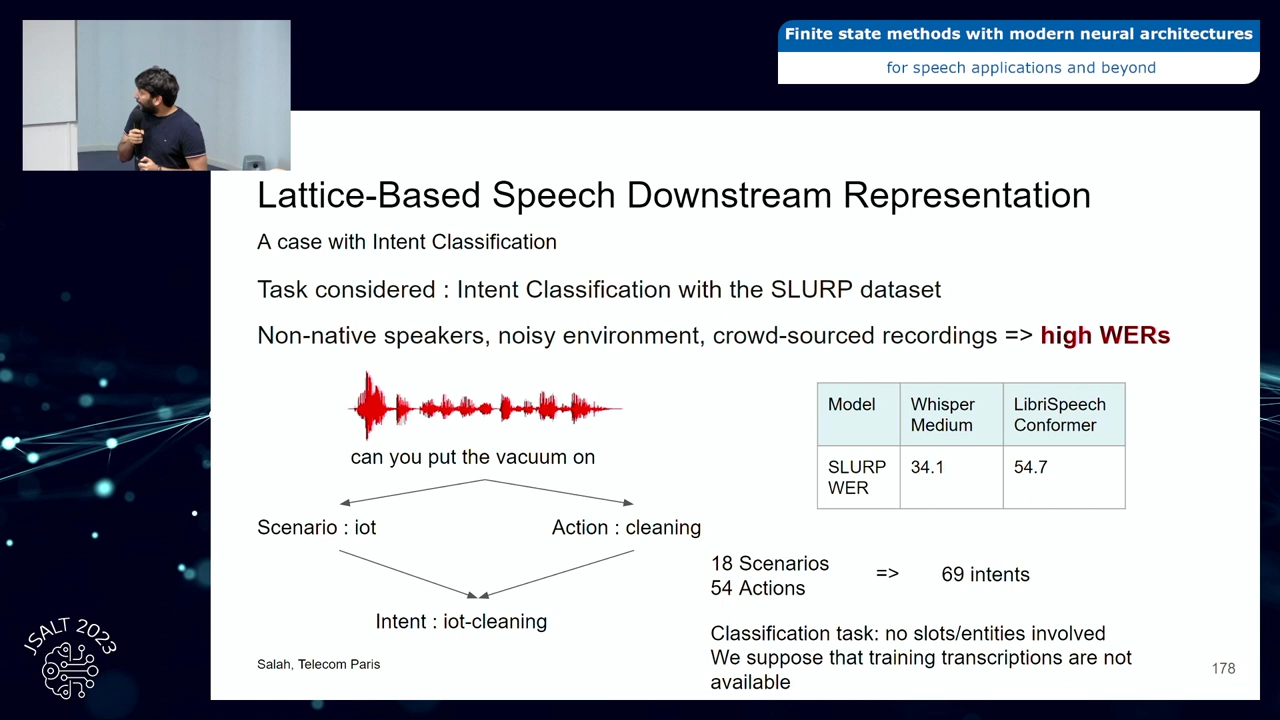 Finite state methods with modern neural architectures
for speech applications and beyond
Lattice-Based Speech Downstream Representation
A case with Intent Classification
Task considered : Intent Classification with the SLURP dataset
Non-native speakers, noisy environment, crowd-sourced recordings => high WERs
can you put the vacuum on
Scenario : iot
Action : cleaning
Intent : iot-cleaning
Model
Whisper
Medium
LibriSpeech
Conformer
SLURP
WER
34.1
54.7
18 Scenarios
54 Actions
=>
69 intents
Classification task: no slots/entities involved
We suppose that training transcriptions are not
available
Salah, Telecom Paris
178
JSALT 2023